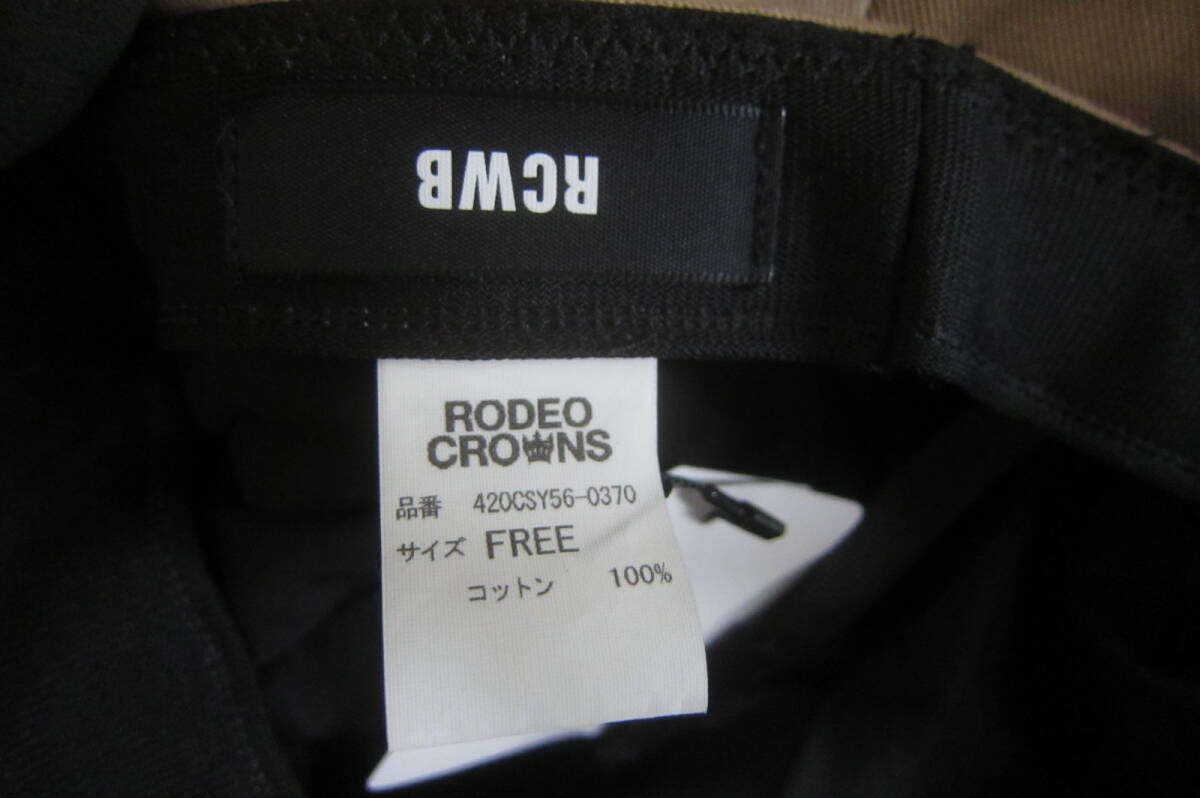 RCWB
RODEO
CROWNS
品番 420CSY56-0370
サイズ FREE
コットン 100%